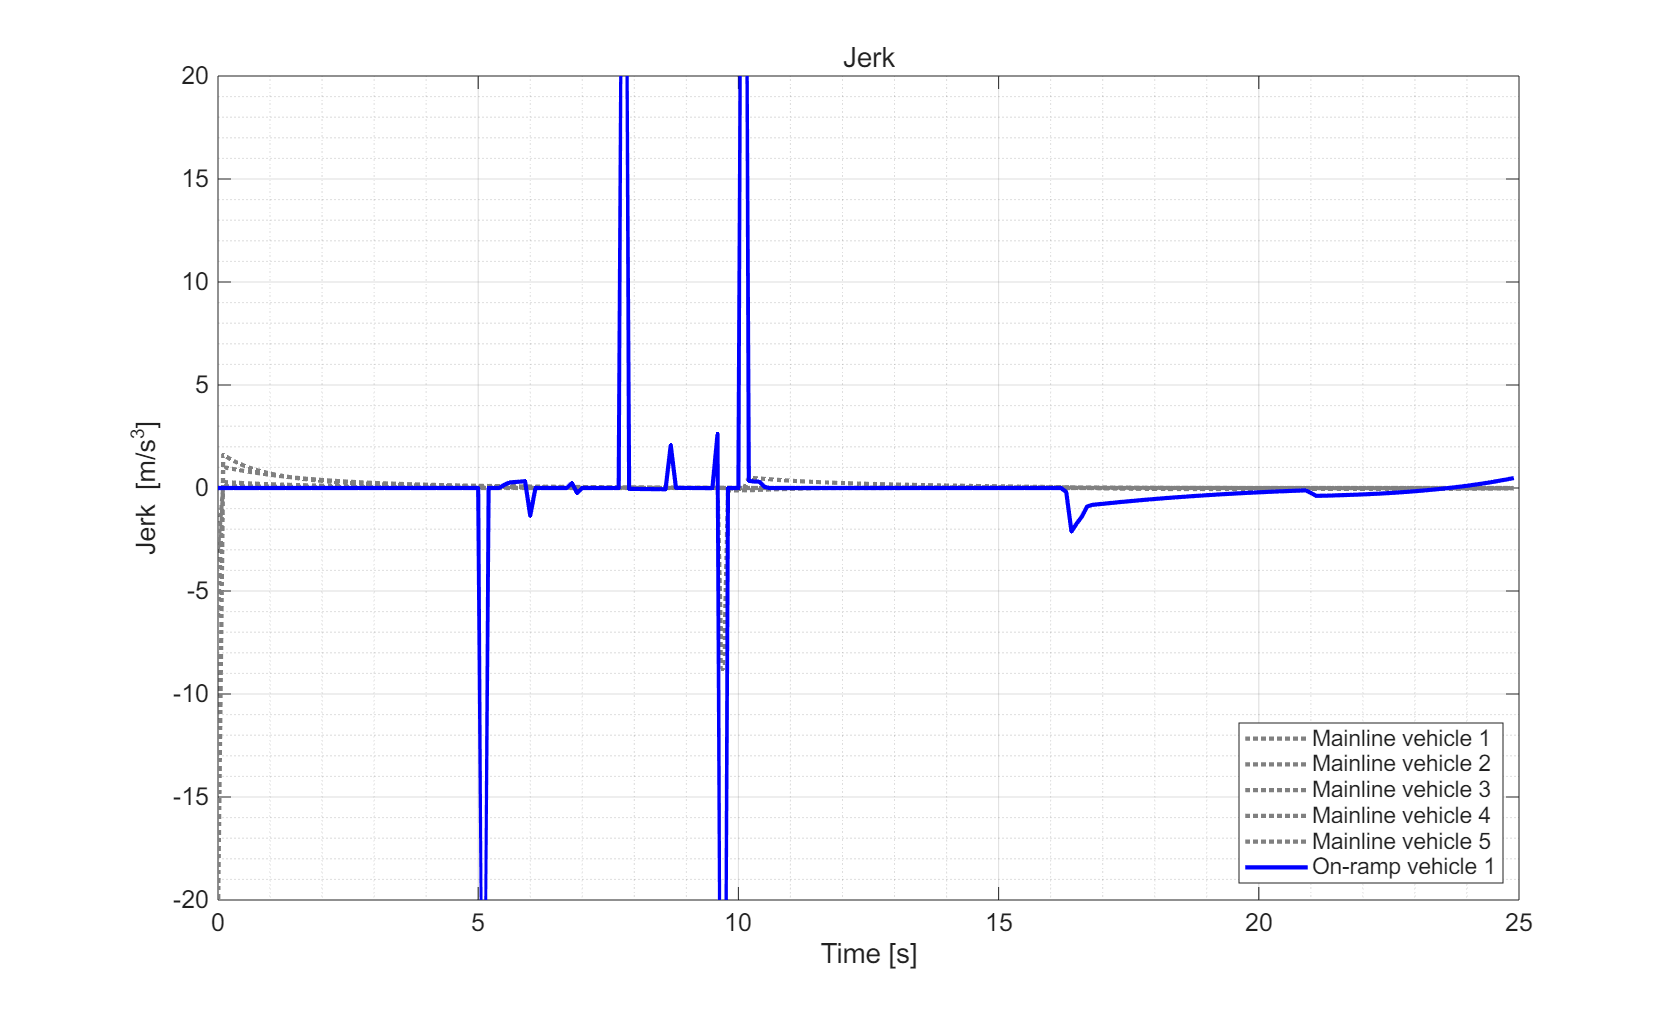 Jerk
20
15
10
5
0
-5
-10
-15
-20
Jerk [m/s³]
0 5 10 15 20 25
Time [s]
Mainline vehicle 1
Mainline vehicle 2
Mainline vehicle 3
Mainline vehicle 4
Mainline vehicle 5
On-ramp vehicle 1